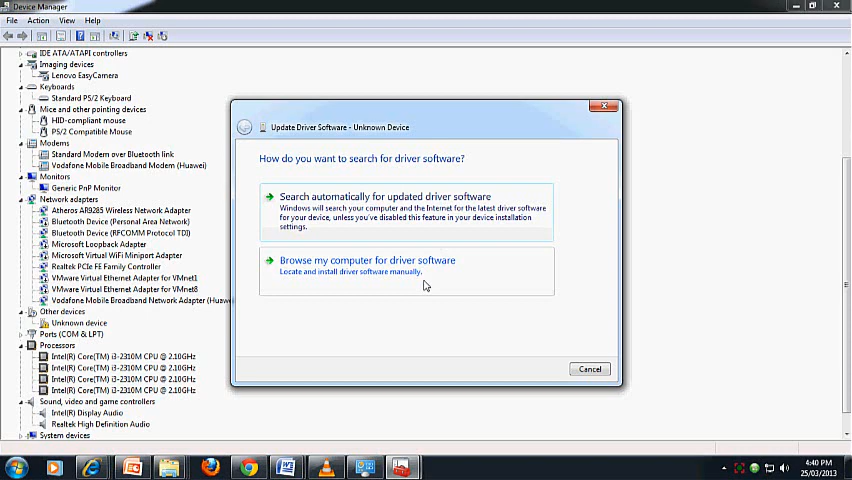 Device Manager
File Action View Help
IDE ATA/ATAPI controllers
Imaging devices
Lenovo EasyCamera
Keyboards
Standard PS/2 Keyboard
Mice and other pointing devices
HID-compliant mouse
PS/2 Compatible Mouse
Modems
Standard Modem over Bluetooth link
Vodafone Mobile Broadband Modem (Huawei)
Monitors
Generic PnP Monitor
Network adapters
Atheros AR9285 Wireless Network Adapter
Bluetooth Device (Personal Area Network)
Bluetooth Device (RFCOMM Protocol TDI)
Microsoft Loopback Adapter
Microsoft Virtual WiFi Miniport Adapter
Realtek PCIe FE Family Controller
VMware Virtual Ethernet Adapter for VMnet1
VMware Virtual Ethernet Adapter for VMnet8
Vodafone Mobile Broadband Network Adapter (Huawe
Other devices
Unknown device
Ports (COM & LPT)
Processors
Intel(R) Core(TM) i3-2310M CPU @ 2.10GHz
Intel(R) Core(TM) i3-2310M CPU @ 2.10GHz
Intel(R) Core(TM) i3-2310M CPU @ 2.10GHz
Intel(R) Core(TM) i3-2310M CPU @ 2.10GHz
Sound, video and game controllers
Intel(R) Display Audio
Realtek High Definition Audio
System devices
Update Driver Software - Unknown Device
How do you want to search for driver software?
Search automatically for updated driver software
Windows will search your computer and the Internet for the latest driver software
for your device, unless you've disabled this feature in your device installation
settings.
Browse my computer for driver software
Locate and install driver software manually.
Cancel
4:40 PM
25/03/2013